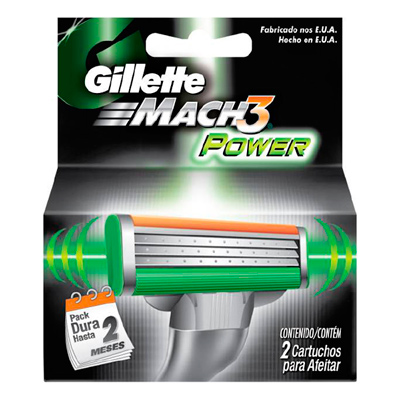 Fabricado nos E.U.A.
Hecho en E.U.A.
Gillette
MACH3
POWER
Pack
Dura
Hasta
2
MESES
CONTENIDO/CONTÉM
2 Cartuchos
para Afeitar